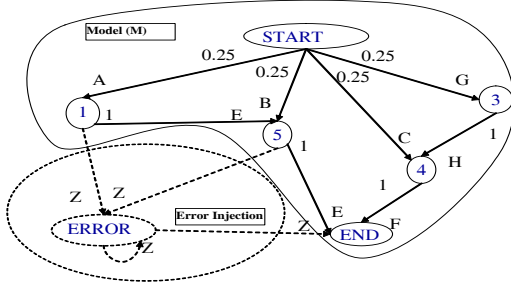 Model (M)
START
0.25
0.25
0.25
0.25
A
B
G
C
1
1
E
5
1
3
1
H
4
1
Z
Z
E
F
Error Injection
ERROR
Z
Z
END